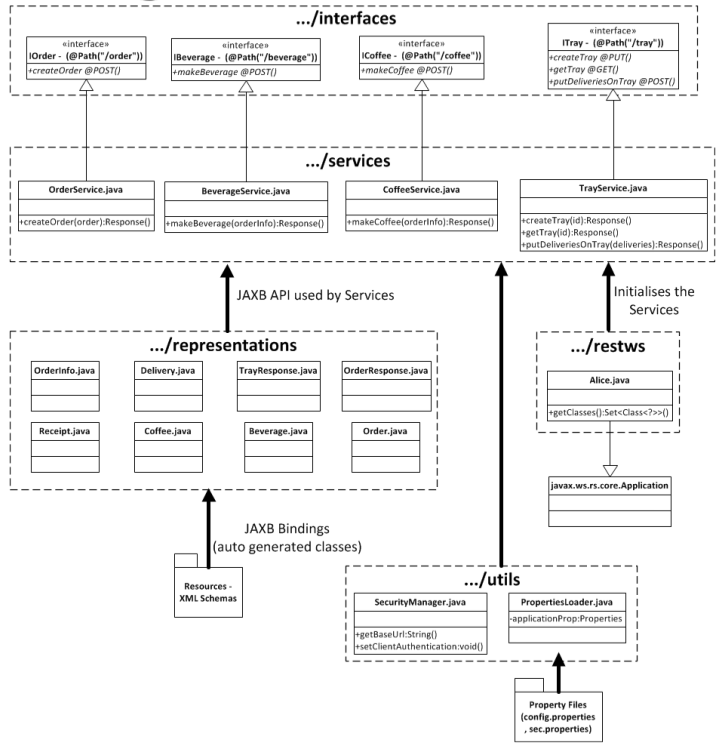 .../interfaces
«interface»
IOrder - (@Path("/order"))
+createOrder @POST()
«interface»
IBeverage - (@Path("/beverage"))
+makeBeverage @POST()
«interface»
ICoffee - (@Path("/coffee"))
+makeCoffee @POST()
«interface»
ITray - (@Path("/tray"))
+createTray @PUT()
+getTray @GET()
+putDeliveriesOnTray @POST()
.../services
OrderService.java
+createOrder(order):Response()
BeverageService.java
+makeBeverage(orderInfo):Response()
CoffeeService.java
+makeCoffee(orderInfo):Response()
TrayService.java
+createTray(id):Response()
+getTray(id):Response()
+putDeliveriesOnTray(deliveries):Response()
JAXB API used by Services
Initialises the
Services
.../representations
OrderInfo.java
Delivery.java
TrayResponse.java
OrderResponse.java
Receipt.java
Coffee.java
Beverage.java
Order.java
.../restws
Alice.java
+getClasses():Set<Class<?>>()
javax.ws.rs.core.Application
JAXB Bindings
(auto generated classes)
Resources -
XML Schemas
.../utils
SecurityManager.java
+getBaseUrl:String()
+setClientAuthentication:void()
PropertiesLoader.java
-applicationProp:Properties
Property Files
(config.properties
, sec.properties)